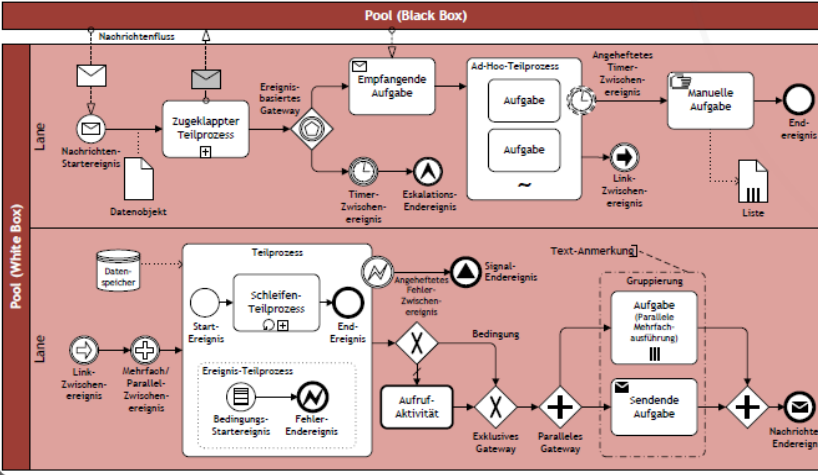 Pool (Black Box)
Nachrichtenfluss
Pool (White Box)
Lane
Nachrichten-
Startereignis
Zugeklappter
Teilprozess
Datenobjekt
Ereignis-
basiertes
Gateway
Empfangende
Aufgabe
Timer-
Zwischen-
ereignis
Eskalations-
Endereignis
Ad-Hoc-Teilprozess
Aufgabe
Aufgabe
~
Angeheftetes
Timer-
Zwischen-
ereignis
Link-
Zwischen-
ereignis
Manuelle
Aufgabe
End-
ereignis
Liste
Lane
Daten-
speicher
Link-
Zwischen-
ereignis
Mehrfach/
Parallel-
Zwischen-
ereignis
Teilprozess
Start-
Ereignis
Schleifen-
Teilprozess
End-
Ereignis
Ereignis-Teilprozess
Bedingungs-
Startereignis
Fehler-
Endereignis
Angeheftetes
Fehler-
Zwischen-
ereignis
Signal-
Endereignis
Bedingung
Aufruf-
Aktivität
Exklusives
Gateway
Paralleles
Gateway
Text-Anmerkung
Gruppierung
Aufgabe
(Parallele
Mehrfach-
ausführung)
Sendende
Aufgabe
Nachrichte
Endereign